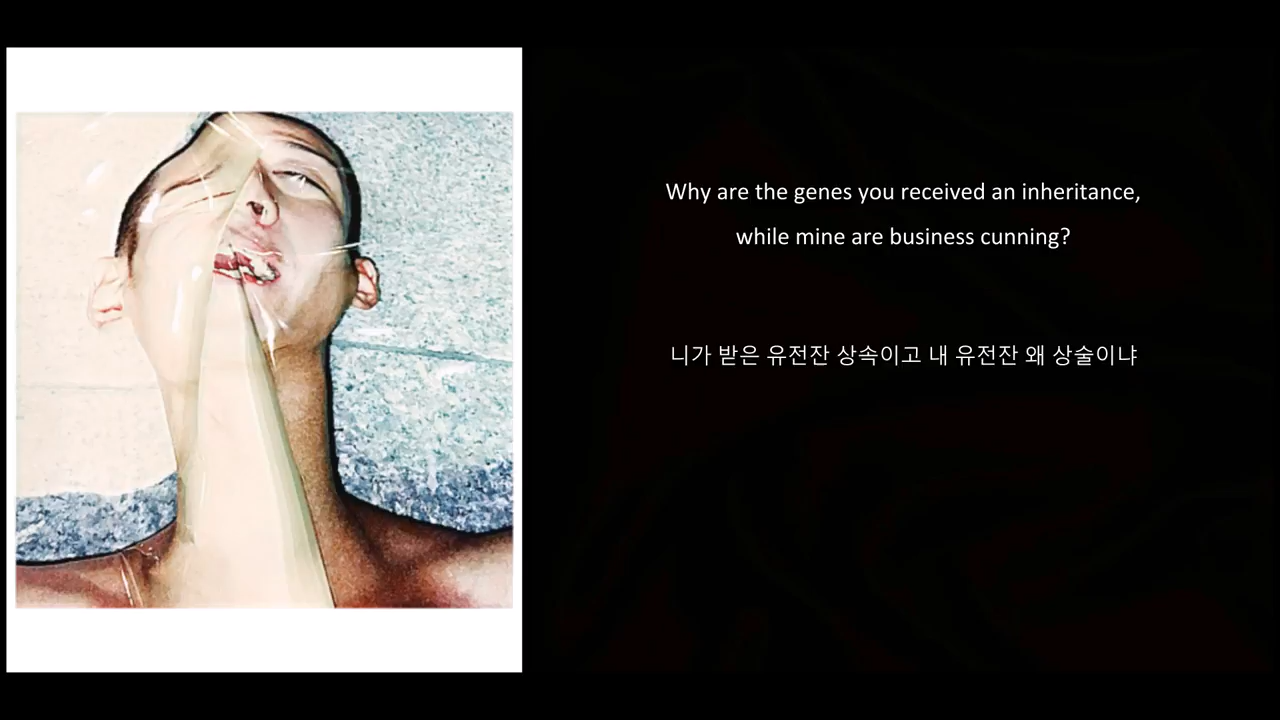 Why are the genes you received an inheritance,
while mine are business cunning?
니가 받은 유전잔 상속이고 내 유전잔 왜 상술이냐